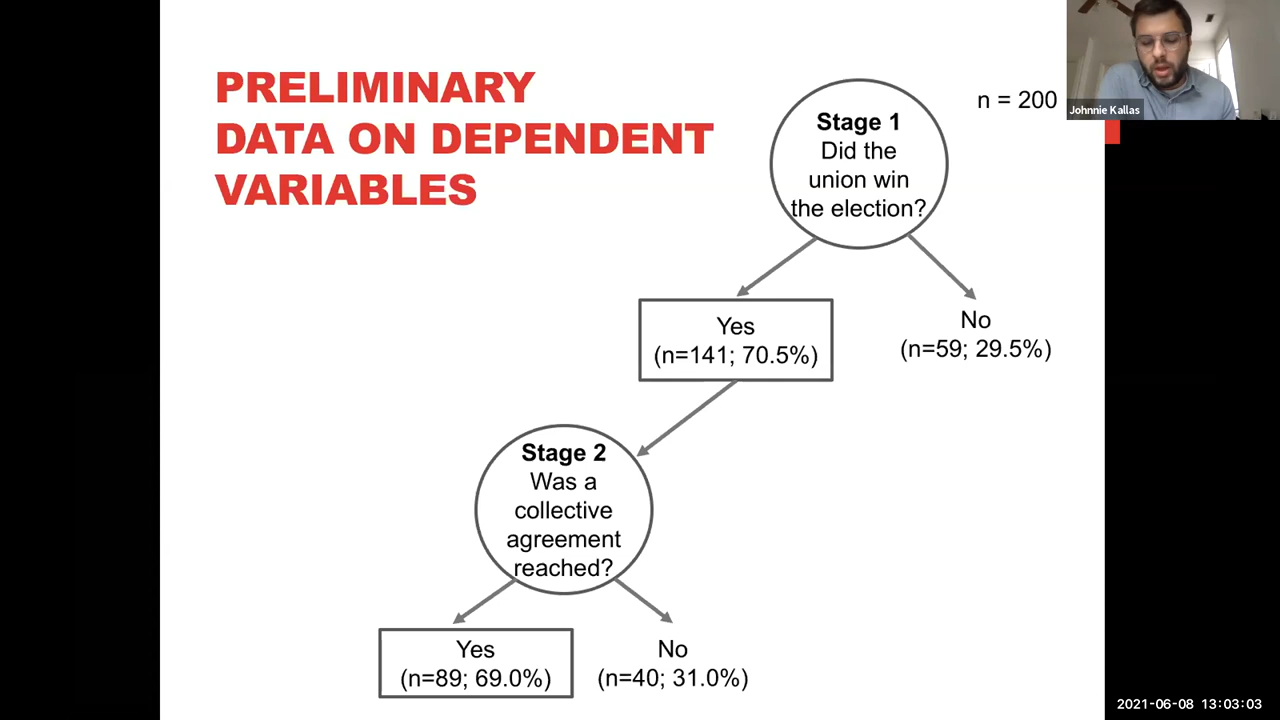 PRELIMINARY
DATA ON DEPENDENT
VARIABLES
Stage 1
Did the
union win
the election?
n = 200
Johnnie Kallas
Yes
(n=141; 70.5%)
No
(n=59; 29.5%)
Stage 2
Was a
collective
agreement
reached?
Yes
(n=89; 69.0%)
No
(n=40; 31.0%)
2021-06-08 13:03:03